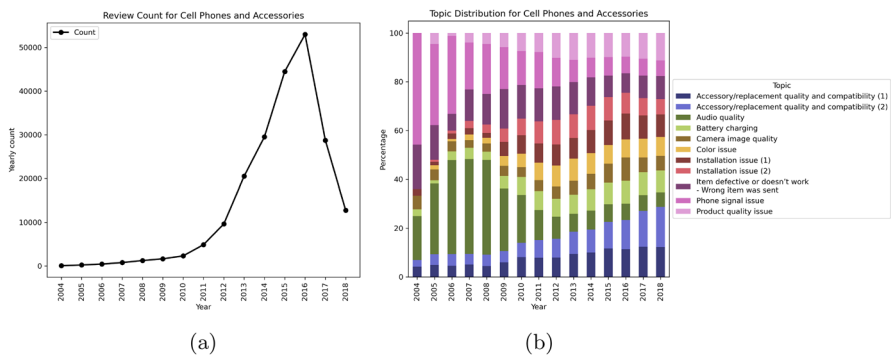 Review Count for Cell Phones and Accessories
Count
50000
40000
30000
20000
10000
0
Yearly count
2004 2005 2006 2007 2008 2009 2010 2011 2012 2013 2014 2015 2016 2017 2018
Year
(a)
Topic Distribution for Cell Phones and Accessories
100
80
60
40
20
0
Percentage
2004 2005 2006 2007 2008 2009 2010 2011 2012 2013 2014 2015 2016 2017 2018
Year
Topic
Accessory/replacement quality and compatibility (1)
Accessory/replacement quality and compatibility (2)
Audio quality
Battery charging
Camera image quality
Color issue
Installation issue (1)
Installation issue (2)
Item defective or doesn't work
- Wrong item was sent
Phone signal issue
Product quality issue
(b)